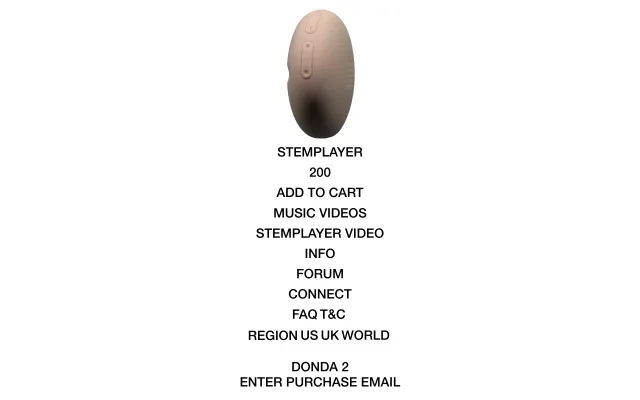 STEMPLAYER
200
ADD TO CART
MUSIC VIDEOS
STEMPLAYER VIDEO
INFO
FORUM
CONNECT
FAQ T&C
REGION US UK WORLD
DONDA 2
ENTER PURCHASE EMAIL